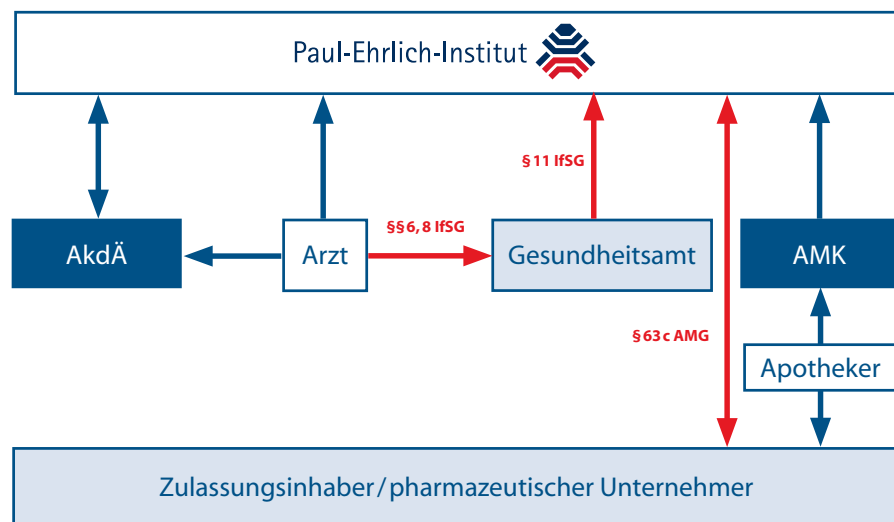 Paul-Ehrlich-Institut
§ 11 IfSG
§§ 6, 8 IfSG
AkdÄ
Arzt
Gesundheitsamt
AMK
§ 63 c AMG
Apotheker
Zulassungsinhaber / pharmazeutischer Unternehmer